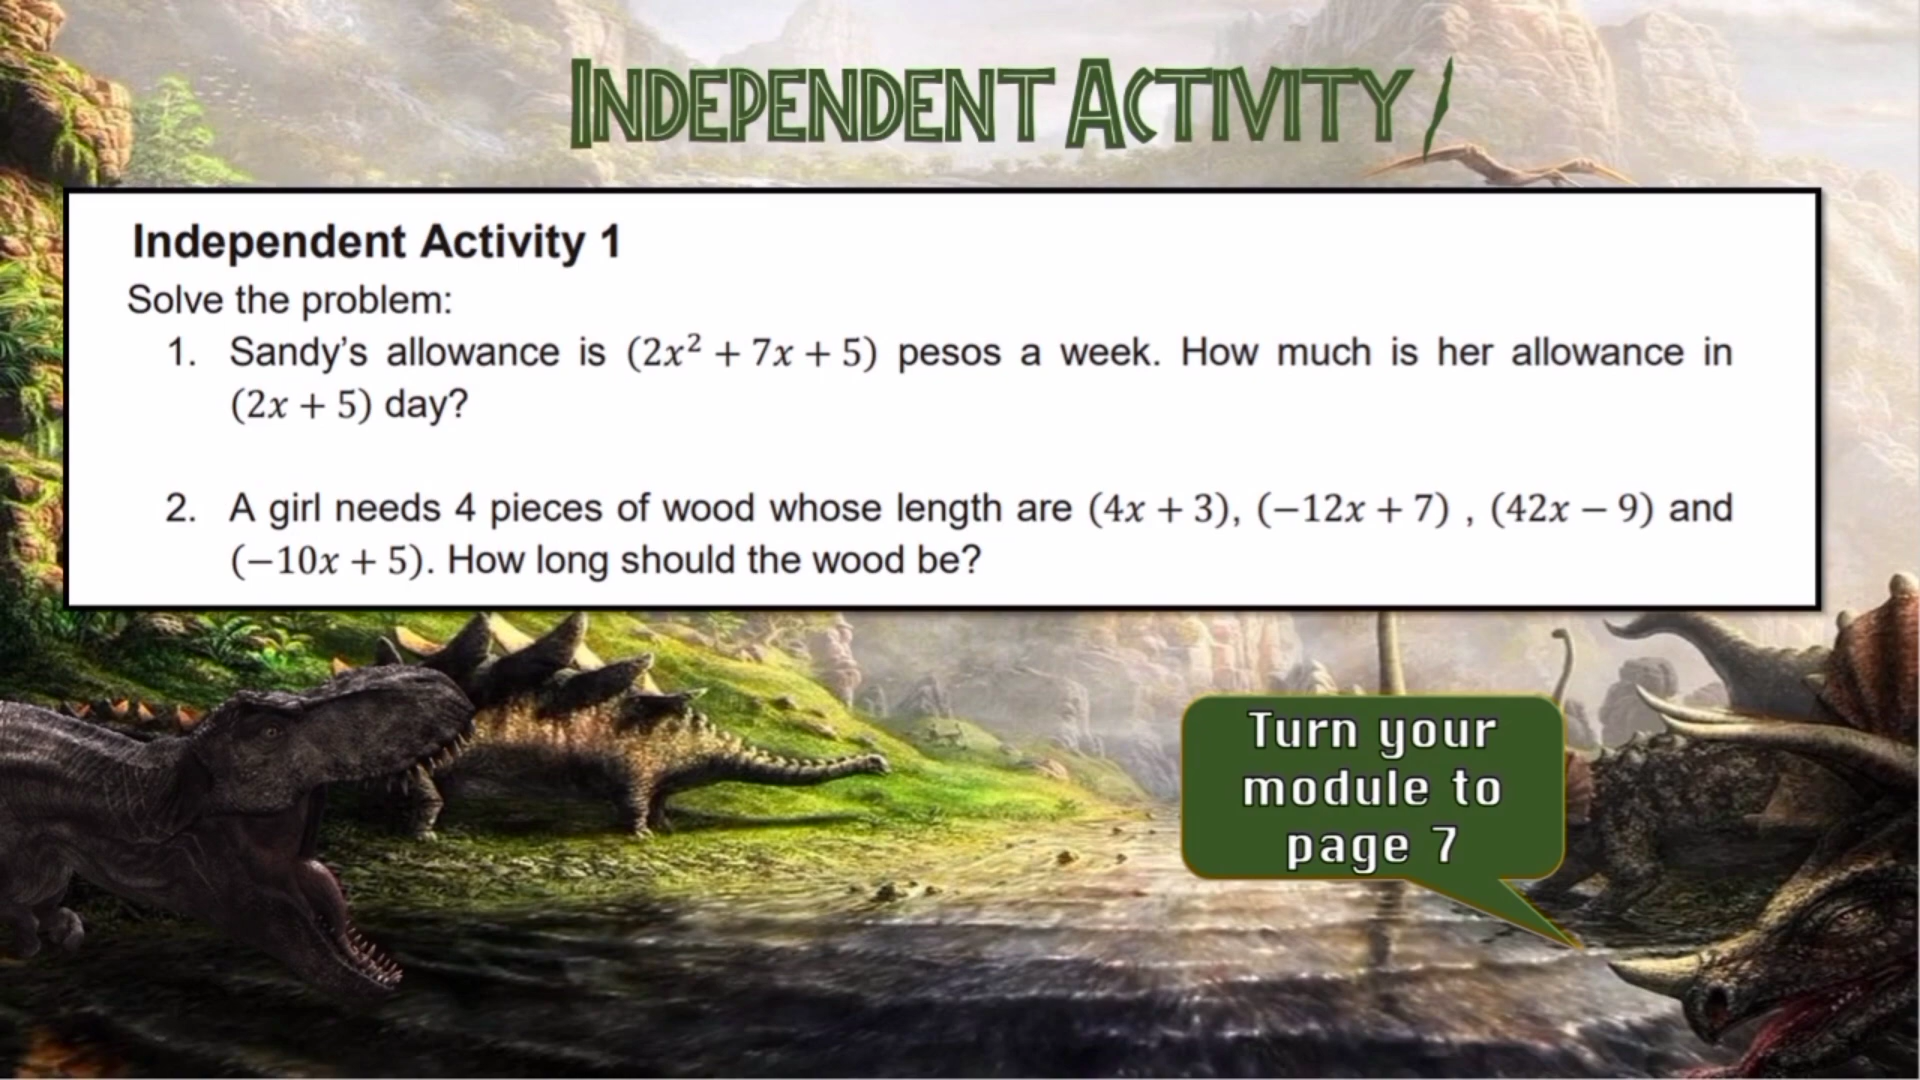 INDEPENDENT ACTIVITY 1
Independent Activity 1
Solve the problem:
1. Sandy's allowance is (2x² + 7x + 5) pesos a week. How much is her allowance in
(2x + 5) day?
2. A girl needs 4 pieces of wood whose length are (4x + 3), (−12x + 7) , (42x − 9) and
(−10x + 5). How long should the wood be?
Turn your
module to
page 7